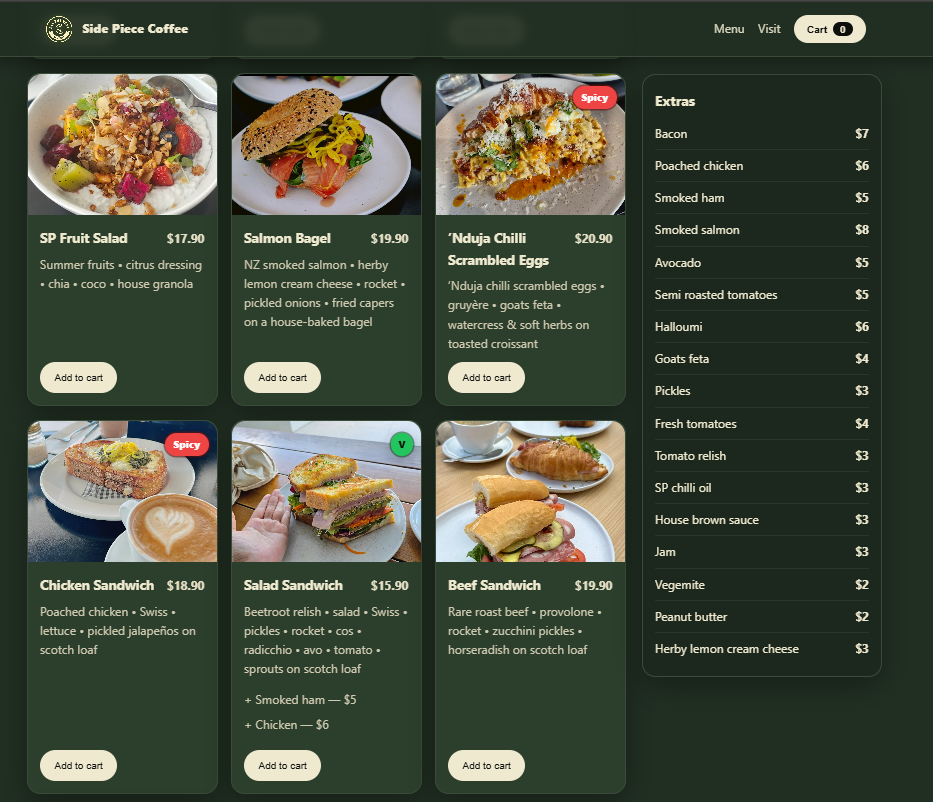 Side Piece Coffee
Menu
Visit
Cart 0
Spicy
SP Fruit Salad $17.90
Summer fruits • citrus dressing
• chia • coco • house granola
Add to cart
Salmon Bagel $19.90
NZ smoked salmon • herby
lemon cream cheese • rocket •
pickled onions • fried capers
on a house-baked bagel
Add to cart
'Nduja Chilli $20.90
Scrambled Eggs
'Nduja chilli scrambled eggs •
gruyère • goats feta •
watercress & soft herbs on
toasted croissant
Add to cart
Spicy
V
Chicken Sandwich $18.90
Poached chicken • Swiss •
lettuce • pickled jalapeños on
scotch loaf
Add to cart
Salad Sandwich $15.90
Beetroot relish • salad • Swiss •
pickles • rocket • cos •
radicchio • avo • tomato •
sprouts on scotch loaf
+ Smoked ham — $5
+ Chicken — $6
Add to cart
Beef Sandwich $19.90
Rare roast beef • provolone •
rocket • zucchini pickles •
horseradish on scotch loaf
Add to cart
Extras
Bacon $7
Poached chicken $6
Smoked ham $5
Smoked salmon $8
Avocado $5
Semi roasted tomatoes $5
Halloumi $6
Goats feta $4
Pickles $3
Fresh tomatoes $4
Tomato relish $3
SP chilli oil $3
House brown sauce $3
Jam $3
Vegemite $2
Peanut butter $2
Herby lemon cream cheese $3